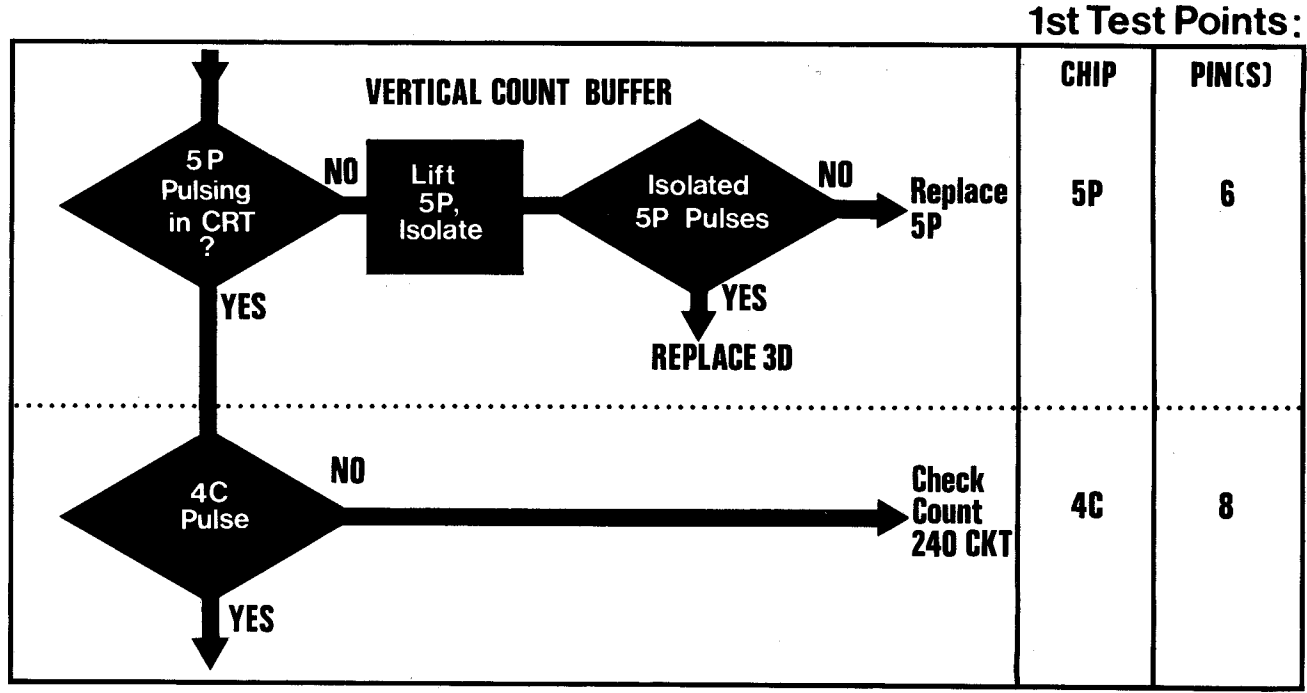 1st Test Points:
CHIP
PIN(S)
VERTICAL COUNT BUFFER
5P
Pulsing
in CRT
?
NO
Lift
5P,
Isolate
Isolated
5P Pulses
NO
Replace
5P
5P
6
YES
YES
REPLACE 3D
4C
Pulse
NO
Check
Count
240 CKT
4C
8
YES